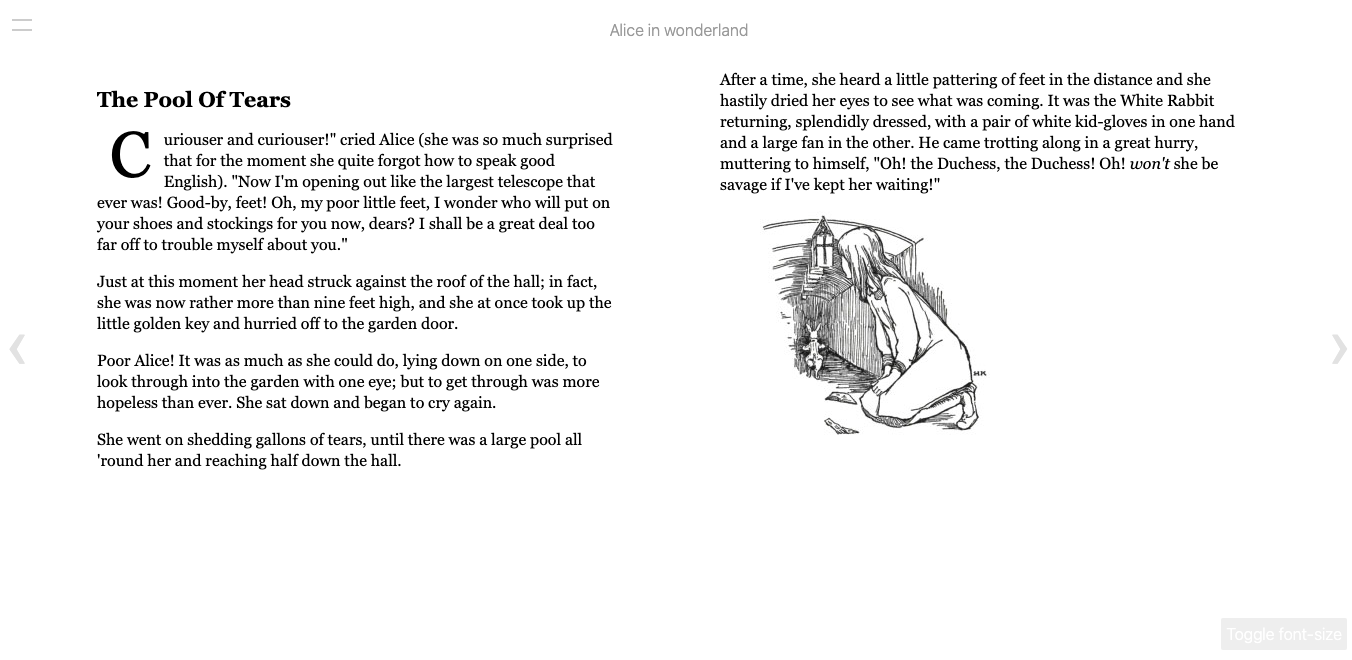 Alice in wonderland
The Pool Of Tears
Curiouser and curiouser!" cried Alice (she was so much surprised
that for the moment she quite forgot how to speak good
English). "Now I'm opening out like the largest telescope that
ever was! Good-by, feet! Oh, my poor little feet, I wonder who will put on
your shoes and stockings for you now, dears? I shall be a great deal too
far off to trouble myself about you."
Just at this moment her head struck against the roof of the hall; in fact,
she was now rather more than nine feet high, and she at once took up the
little golden key and hurried off to the garden door.
Poor Alice! It was as much as she could do, lying down on one side, to
look through into the garden with one eye; but to get through was more
hopeless than ever. She sat down and began to cry again.
She went on shedding gallons of tears, until there was a large pool all
'round her and reaching half down the hall.
After a time, she heard a little pattering of feet in the distance and she
hastily dried her eyes to see what was coming. It was the White Rabbit
returning, splendidly dressed, with a pair of white kid-gloves in one hand
and a large fan in the other. He came trotting along in a great hurry,
muttering to himself, "Oh! the Duchess, the Duchess! Oh! won't she be
savage if I've kept her waiting!"
Toggle font-size